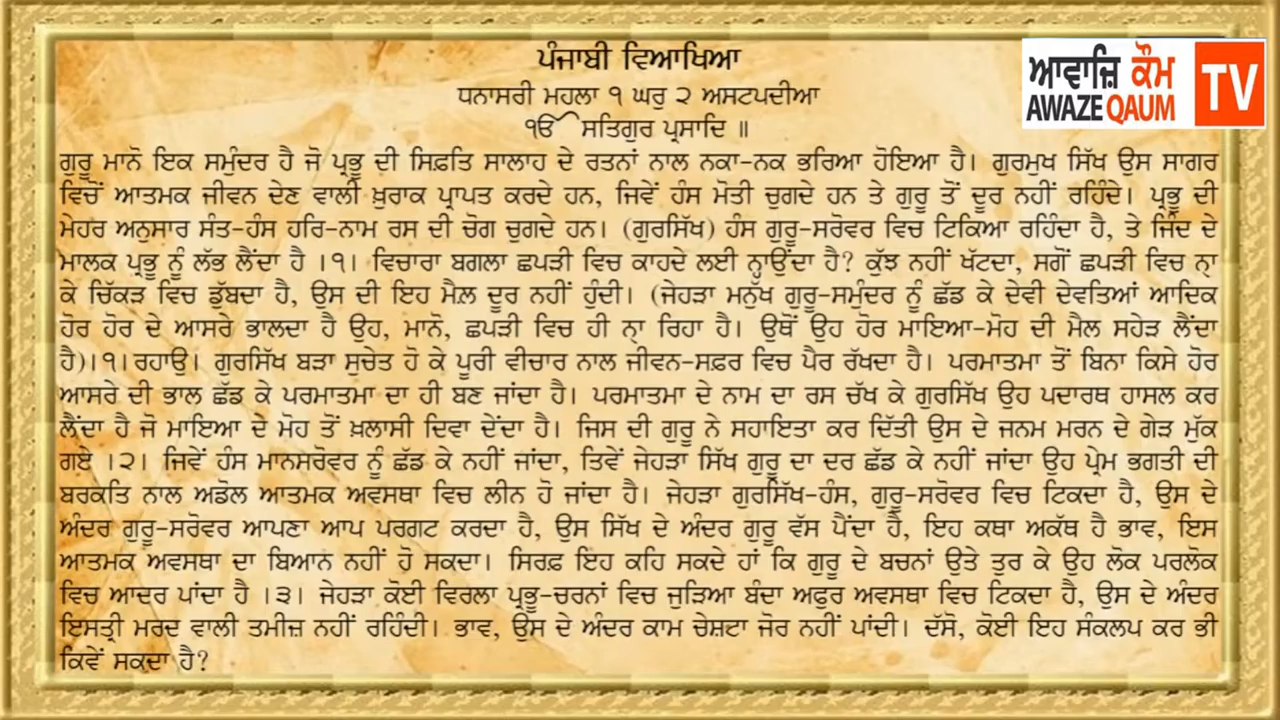 ਪੰਜਾਬੀ ਵਿਆਖਿਆ
ਆਵਾਜ਼ਿ ਕੌਮ
AWAZE QAUM
TV
ਧਨਾਸਰੀ ਮਹਲਾ ੧ ਘਰੁ ੨ ਅਸਟਪਦੀਆ
ੴ ਸਤਿਗੁਰ ਪ੍ਰਸਾਦਿ ॥
ਗੁਰੂ ਮਾਨੋ ਇਕ ਸਮੁੰਦਰ ਹੈ ਜੋ ਪ੍ਰਭੂ ਦੀ ਸਿਫ਼ਤਿ ਸਾਲਾਹ ਦੇ ਰਤਨਾਂ ਨਾਲ ਨਕਾ-ਨਕ ਭਰਿਆ ਹੋਇਆ ਹੈ। ਗੁਰਮੁਖ ਸਿੱਖ ਉਸ ਸਾਗਰ
ਵਿਚੋਂ ਆਤਮਕ ਜੀਵਨ ਦੇਣ ਵਾਲੀ ਖ਼ੁਰਾਕ ਪ੍ਰਾਪਤ ਕਰਦੇ ਹਨ, ਜਿਵੇਂ ਹੰਸ ਮੋਤੀ ਚੁਗਦੇ ਹਨ ਤੇ ਗੁਰੂ ਤੋਂ ਦੂਰ ਨਹੀਂ ਰਹਿੰਦੇ। ਪ੍ਰਭੂ ਦੀ
ਮੇਹਰ ਅਨੁਸਾਰ ਸੰਤ-ਹੰਸ ਹਰਿ-ਨਾਮ ਰਸ ਦੀ ਚੋਗ ਚੁਗਦੇ ਹਨ। (ਗੁਰਸਿੱਖ) ਹੰਸ ਗੁਰੂ-ਸਰੋਵਰ ਵਿਚ ਟਿਕਿਆ ਰਹਿੰਦਾ ਹੈ, ਤੇ ਜਿੰਦ ਦੇ
ਮਾਲਕ ਪ੍ਰਭੂ ਨੂੰ ਲੱਭ ਲੈਂਦਾ ਹੈ ।੧। ਵਿਚਾਰਾ ਬਗਲਾ ਛਪੜੀ ਵਿਚ ਕਾਹਦੇ ਲਈ ਨ੍ਹਾਉਂਦਾ ਹੈ? ਕੁੱਝ ਨਹੀਂ ਖੱਟਦਾ, ਸਗੋਂ ਛਪੜੀ ਵਿਚ ਨ੍ਹਾ
ਕੇ ਚਿੱਕੜ ਵਿਚ ਡੁੱਬਦਾ ਹੈ, ਉਸ ਦੀ ਇਹ ਮੈਲ਼ ਦੂਰ ਨਹੀਂ ਹੁੰਦੀ। (ਜੇਹੜਾ ਮਨੁੱਖ ਗੁਰੂ-ਸਮੁੰਦਰ ਨੂੰ ਛੱਡ ਕੇ ਦੇਵੀ ਦੇਵਤਿਆਂ ਆਦਿਕ
ਹੋਰ ਹੋਰ ਦੇ ਆਸਰੇ ਭਾਲਦਾ ਹੈ ਉਹ, ਮਾਨੋ, ਛਪੜੀ ਵਿਚ ਹੀ ਨ੍ਹਾ ਰਿਹਾ ਹੈ। ਉਥੋਂ ਉਹ ਹੋਰ ਮਾਇਆ-ਮੋਹ ਦੀ ਮੈਲ ਸਹੇੜ ਲੈਂਦਾ
ਹੈ)।੧।ਰਹਾਉ। ਗੁਰਸਿੱਖ ਬੜਾ ਸੁਚੇਤ ਹੋ ਕੇ ਪੂਰੀ ਵੀਚਾਰ ਨਾਲ ਜੀਵਨ-ਸਫ਼ਰ ਵਿਚ ਪੈਰ ਰੱਖਦਾ ਹੈ। ਪਰਮਾਤਮਾ ਤੋਂ ਬਿਨਾ ਕਿਸੇ ਹੋਰ
ਆਸਰੇ ਦੀ ਭਾਲ ਛੱਡ ਕੇ ਪਰਮਾਤਮਾ ਦਾ ਹੀ ਬਣ ਜਾਂਦਾ ਹੈ। ਪਰਮਾਤਮਾ ਦੇ ਨਾਮ ਦਾ ਰਸ ਚੱਖ ਕੇ ਗੁਰਸਿੱਖ ਉਹ ਪਦਾਰਥ ਹਾਸਲ ਕਰ
ਲੈਂਦਾ ਹੈ ਜੋ ਮਾਇਆ ਦੇ ਮੋਹ ਤੋਂ ਖ਼ਲਾਸੀ ਦਿਵਾ ਦੇਂਦਾ ਹੈ। ਜਿਸ ਦੀ ਗੁਰੂ ਨੇ ਸਹਾਇਤਾ ਕਰ ਦਿੱਤੀ ਉਸ ਦੇ ਜਨਮ ਮਰਨ ਦੇ ਗੇੜ ਮੁੱਕ
ਗਏ ।੨। ਜਿਵੇਂ ਹੰਸ ਮਾਨਸਰੋਵਰ ਨੂੰ ਛੱਡ ਕੇ ਨਹੀਂ ਜਾਂਦਾ, ਤਿਵੇਂ ਜੇਹੜਾ ਸਿੱਖ ਗੁਰੂ ਦਾ ਦਰ ਛੱਡ ਕੇ ਨਹੀਂ ਜਾਂਦਾ ਉਹ ਪ੍ਰੇਮ ਭਗਤੀ ਦੀ
ਬਰਕਤਿ ਨਾਲ ਅਡੋਲ ਆਤਮਕ ਅਵਸਥਾ ਵਿਚ ਲੀਨ ਹੋ ਜਾਂਦਾ ਹੈ। ਜੇਹੜਾ ਗੁਰਸਿੱਖ-ਹੰਸ, ਗੁਰੂ-ਸਰੋਵਰ ਵਿਚ ਟਿਕਦਾ ਹੈ, ਉਸ ਦੇ
ਅੰਦਰ ਗੁਰੂ-ਸਰੋਵਰ ਆਪਣਾ ਆਪ ਪਰਗਟ ਕਰਦਾ ਹੈ, ਉਸ ਸਿੱਖ ਦੇ ਅੰਦਰ ਗੁਰੂ ਵੱਸ ਪੈਂਦਾ ਹੈ, ਇਹ ਕਥਾ ਅਕੱਥ ਹੈ ਭਾਵ, ਇਸ
ਆਤਮਕ ਅਵਸਥਾ ਦਾ ਬਿਆਨ ਨਹੀਂ ਹੋ ਸਕਦਾ। ਸਿਰਫ਼ ਇਹ ਕਹਿ ਸਕਦੇ ਹਾਂ ਕਿ ਗੁਰੂ ਦੇ ਬਚਨਾਂ ਉਤੇ ਤੁਰ ਕੇ ਉਹ ਲੋਕ ਪਰਲੋਕ
ਵਿਚ ਆਦਰ ਪਾਂਦਾ ਹੈ ।੩। ਜੇਹੜਾ ਕੋਈ ਵਿਰਲਾ ਪ੍ਰਭੂ-ਚਰਨਾਂ ਵਿਚ ਜੁੜਿਆ ਬੰਦਾ ਅਫੁਰ ਅਵਸਥਾ ਵਿਚ ਟਿਕਦਾ ਹੈ, ਉਸ ਦੇ ਅੰਦਰ
ਇਸਤ੍ਰੀ ਮਰਦ ਵਾਲੀ ਤਮੀਜ਼ ਨਹੀਂ ਰਹਿੰਦੀ। ਭਾਵ, ਉਸ ਦੇ ਅੰਦਰ ਕਾਮ ਚੇਸ਼ਟਾ ਜੋਰ ਨਹੀਂ ਪਾਂਦੀ। ਦੱਸੋ, ਕੋਈ ਇਹ ਸੰਕਲਪ ਕਰ ਭੀ
ਕਿਵੇਂ ਸਕਦਾ ਹੈ?